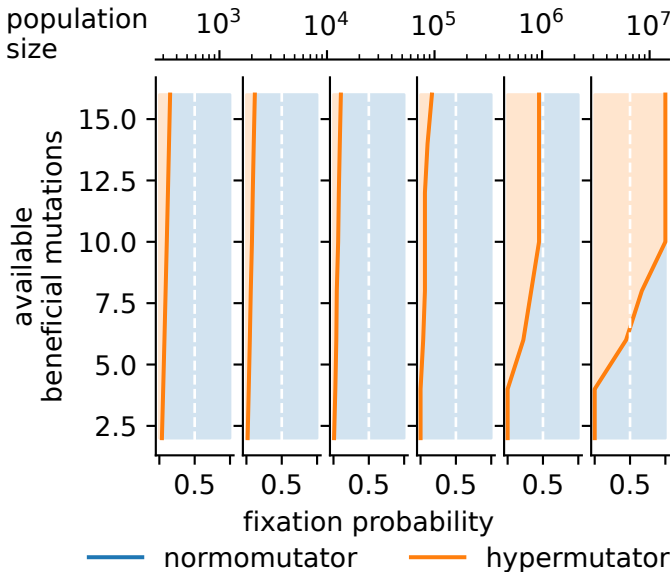 population size
10³ 10⁴ 10⁵ 10⁶ 10⁷
available beneficial mutations
15.0
12.5
10.0
7.5
5.0
2.5
0.5 0.5 0.5 0.5 0.5 0.5
fixation probability
normomutator hypermutator